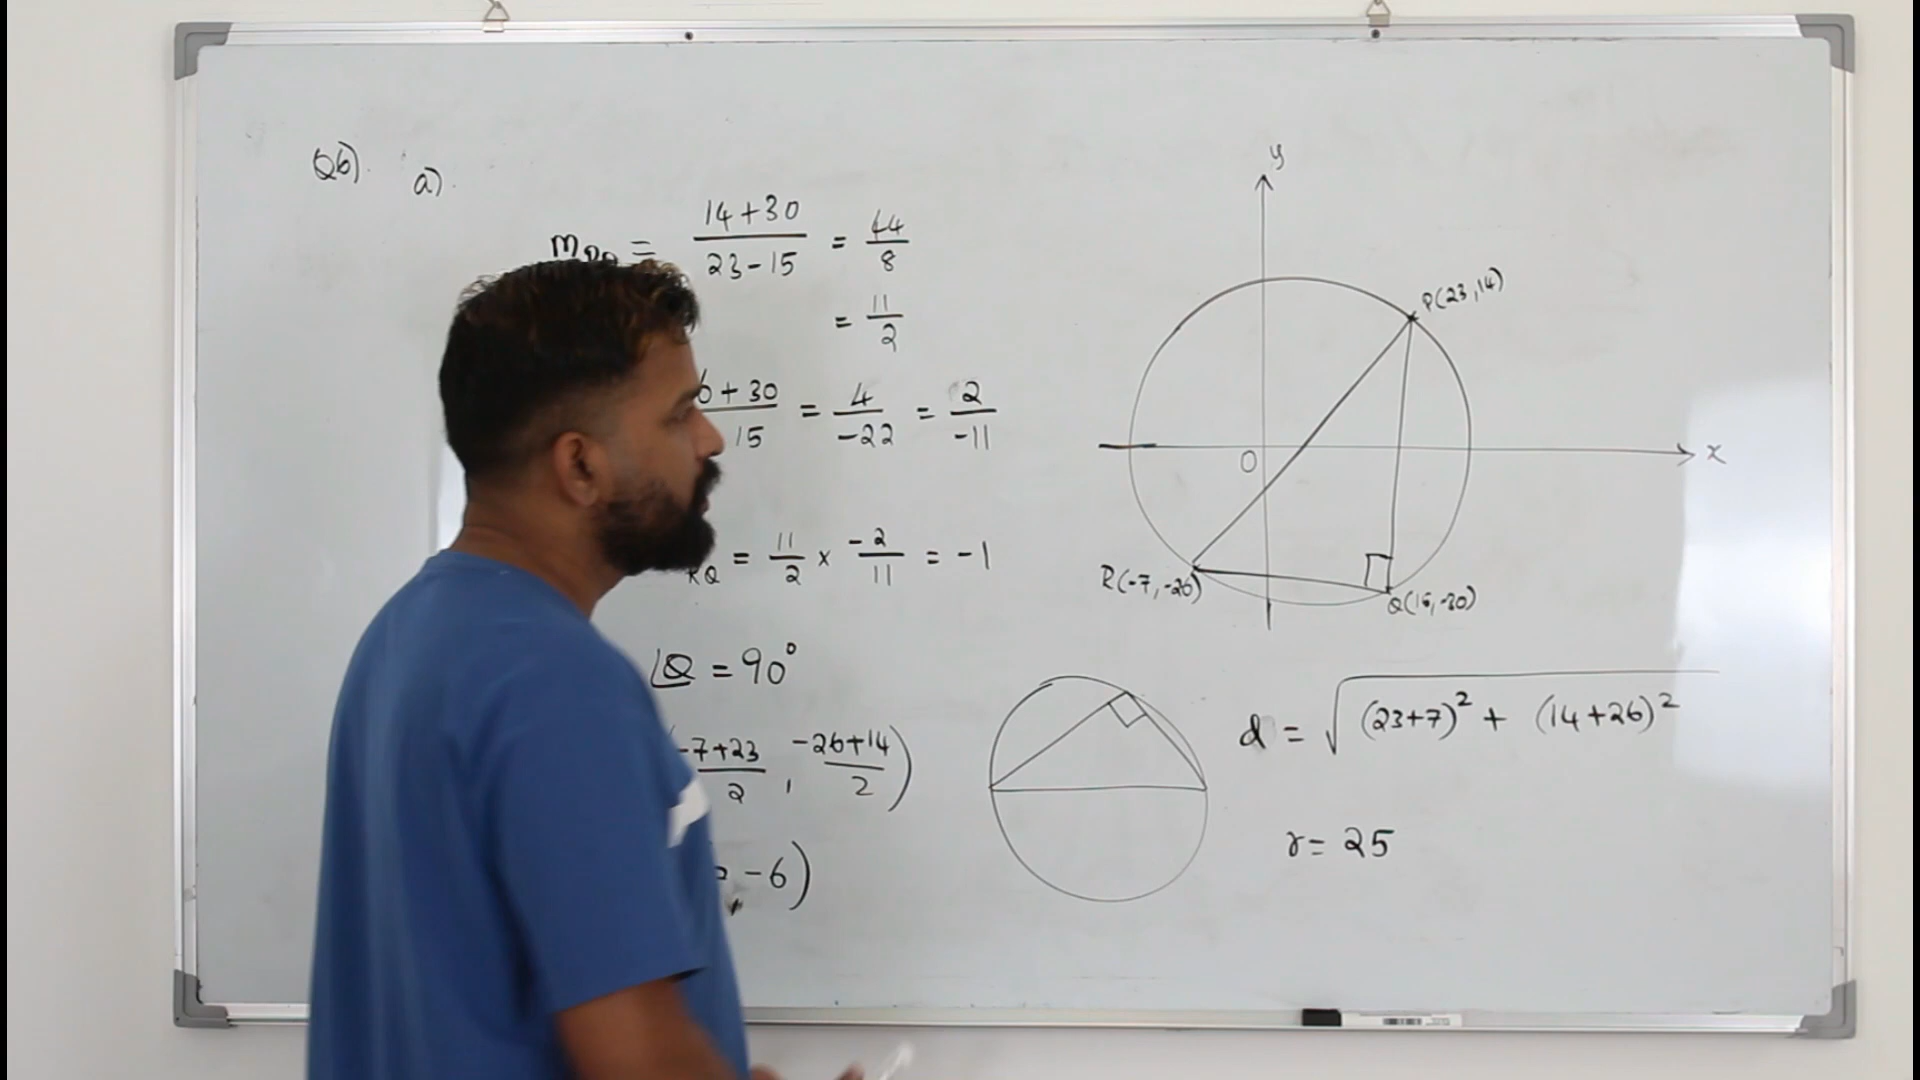 Q6). a).
m = 14+30 / 23-15 = 44 / 8
= 11 / 2
6+30 / 15 = 4 / -22 = 2 / -11
RQ = 11 / 2 × -2 / 11 = -1
∠Q = 90°
-7+23 / 2 , -26+14 / 2 )
-6)
y
P(23,14)
O
x
R(-7,-26)
Q(15,-30)
d = √ (23+7)² + (14+26)²
r = 25